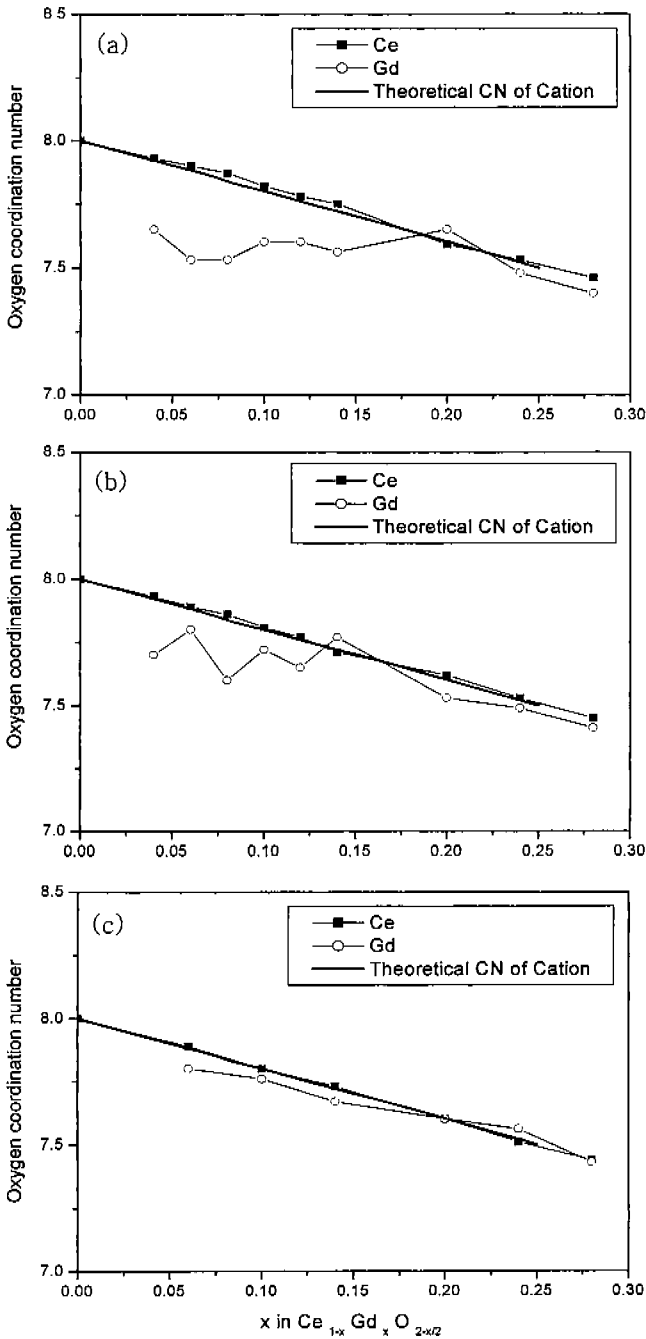 (a)
Ce
Gd
Theoretical CN of Cation
Oxygen coordination number
8.5
8.0
7.5
7.0
0.00 0.05 0.10 0.15 0.20 0.25 0.30
(b)
Ce
Gd
Theoretical CN of Cation
Oxygen coordination number
8.5
8.0
7.5
7.0
0.00 0.05 0.10 0.15 0.20 0.25 0.30
(c)
Ce
Gd
Theoretical CN of Cation
Oxygen coordination number
8.5
8.0
7.5
7.0
0.00 0.05 0.10 0.15 0.20 0.25 0.30
x in Ce 1-x Gd x O 2-x/2